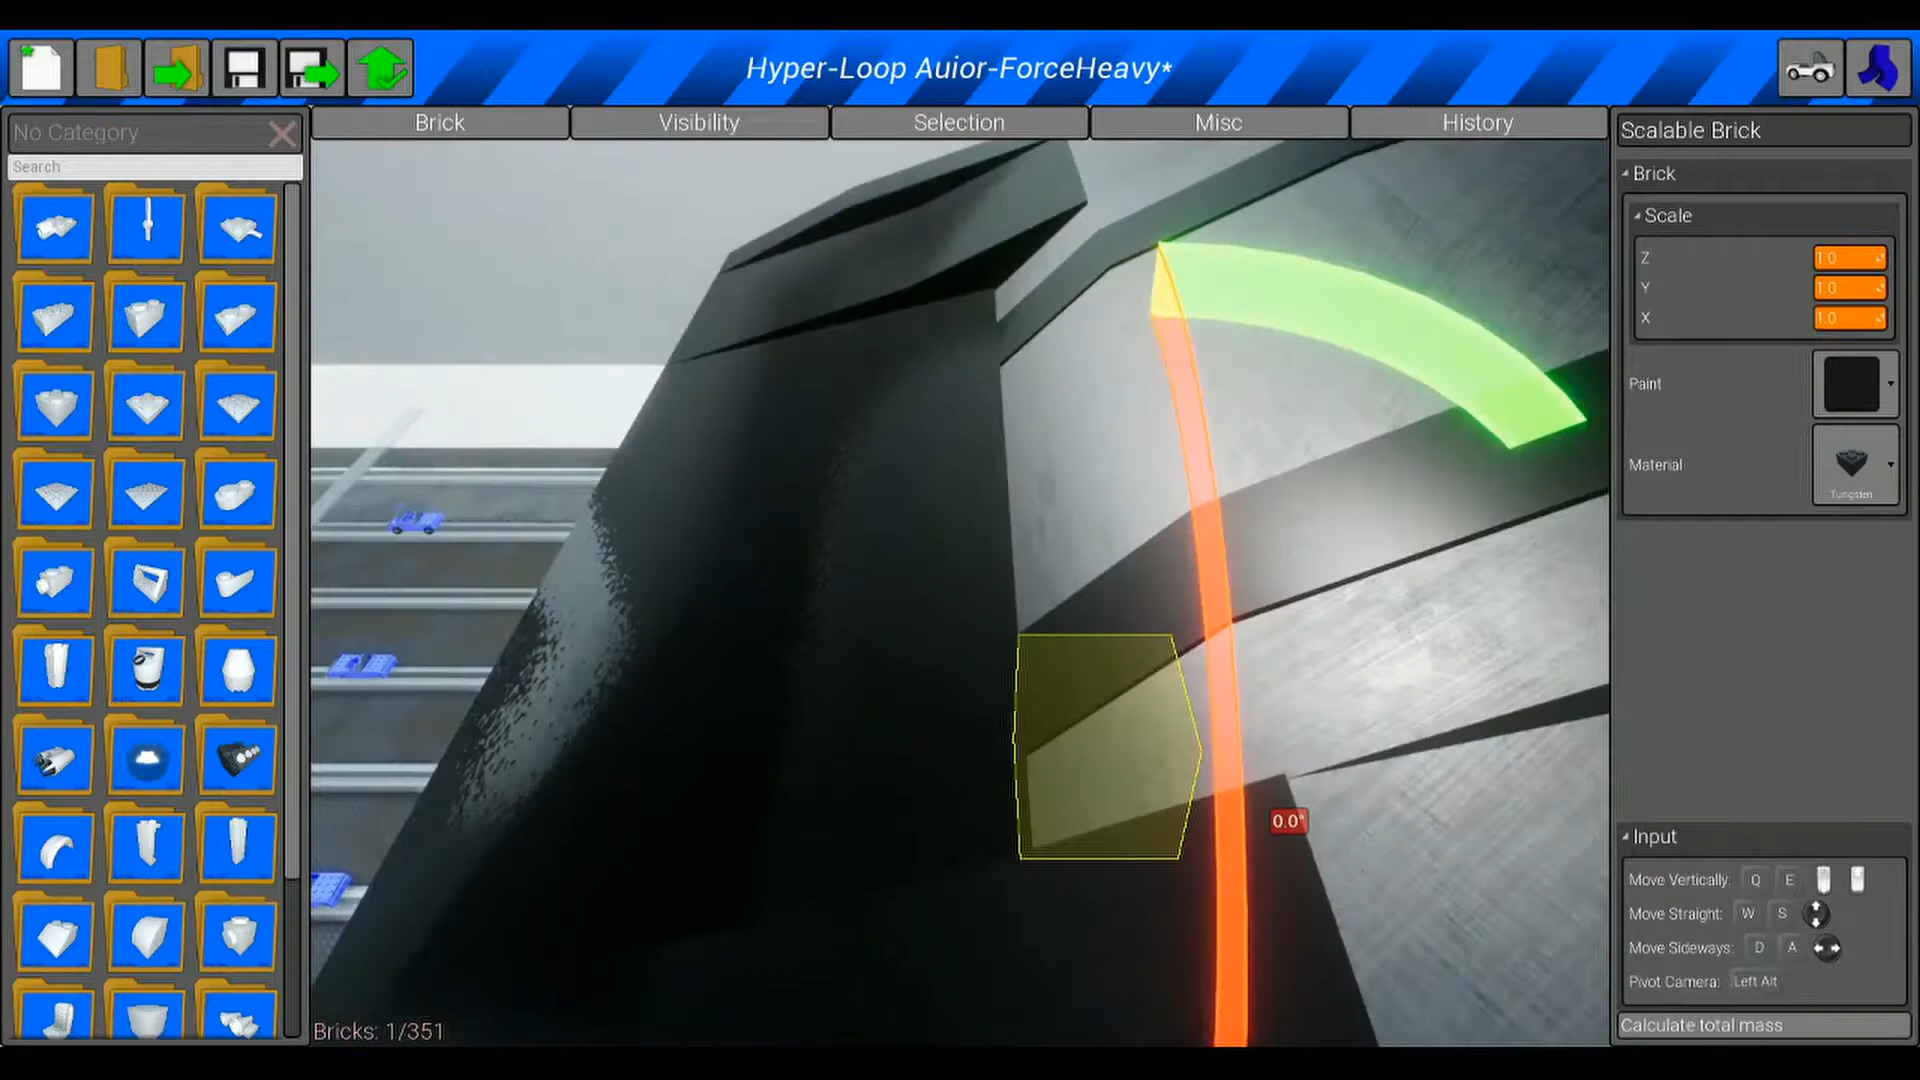 Hyper-Loop Auior-ForceHeavy*
No Category
Search
Brick
Visibility
Selection
Misc
History
Scalable Brick
Brick
Scale
Z
1.0
Y
1.0
X
1.0
Paint
Material
Tungsten
0.0°
Input
Move Vertically: Q E
Move Straight: W S
Move Sideways: D A
Pivot Camera: Left Alt
Calculate total mass
Bricks: 1/351